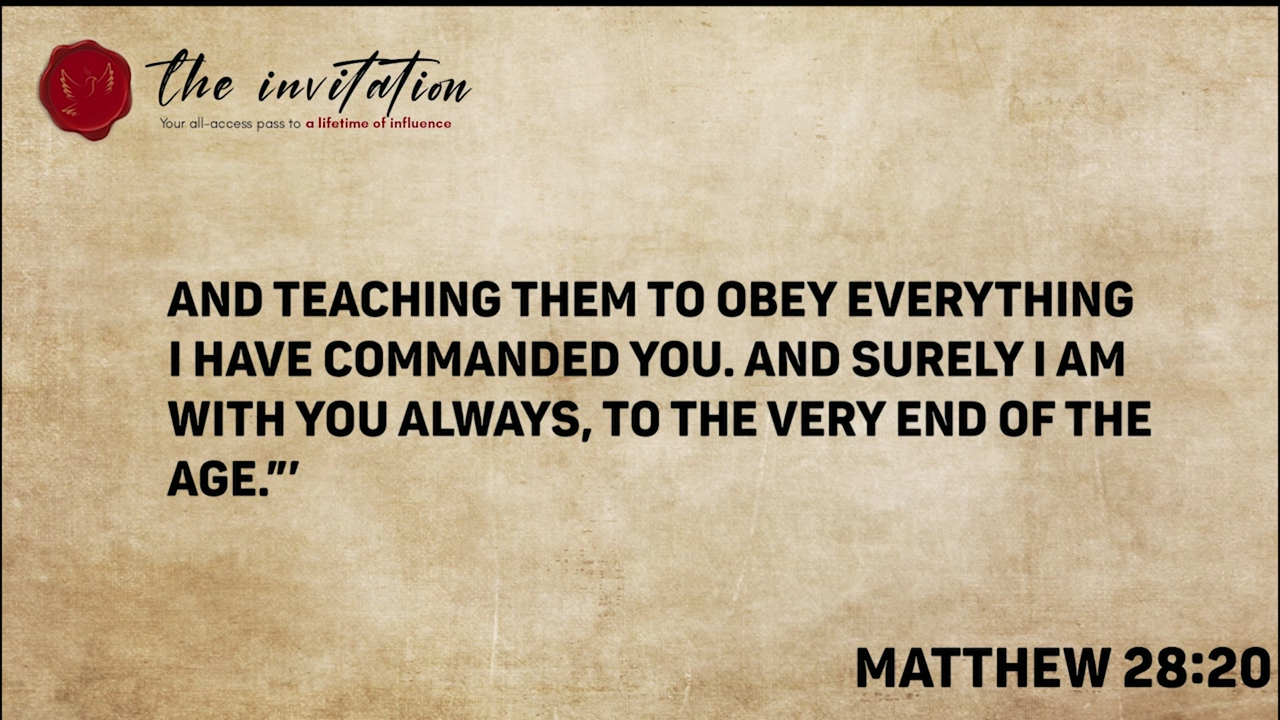 the invitation
Your all-access pass to a lifetime of influence
AND TEACHING THEM TO OBEY EVERYTHING
I HAVE COMMANDED YOU. AND SURELY I AM
WITH YOU ALWAYS, TO THE VERY END OF THE
AGE.”’
MATTHEW 28:20